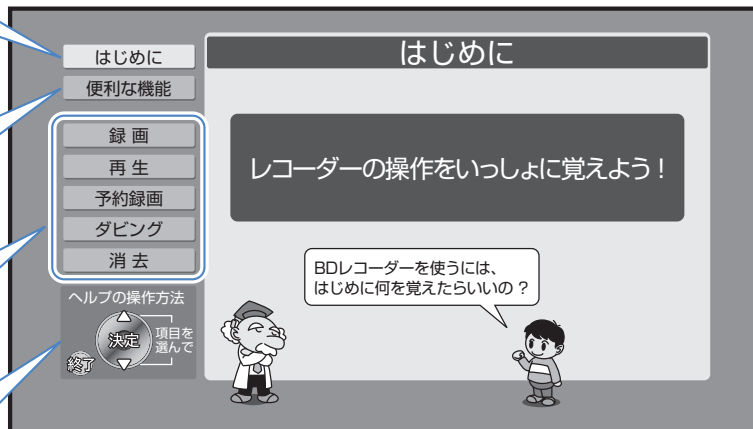 はじめに
便利な機能
録 画
再 生
予約録画
ダビング
消 去
ヘルプの操作方法
決定
項目を
選んで
終了
はじめに
レコーダーの操作をいっしょに覚えよう！
BDレコーダーを使うには、
はじめに何を覚えたらいいの ？